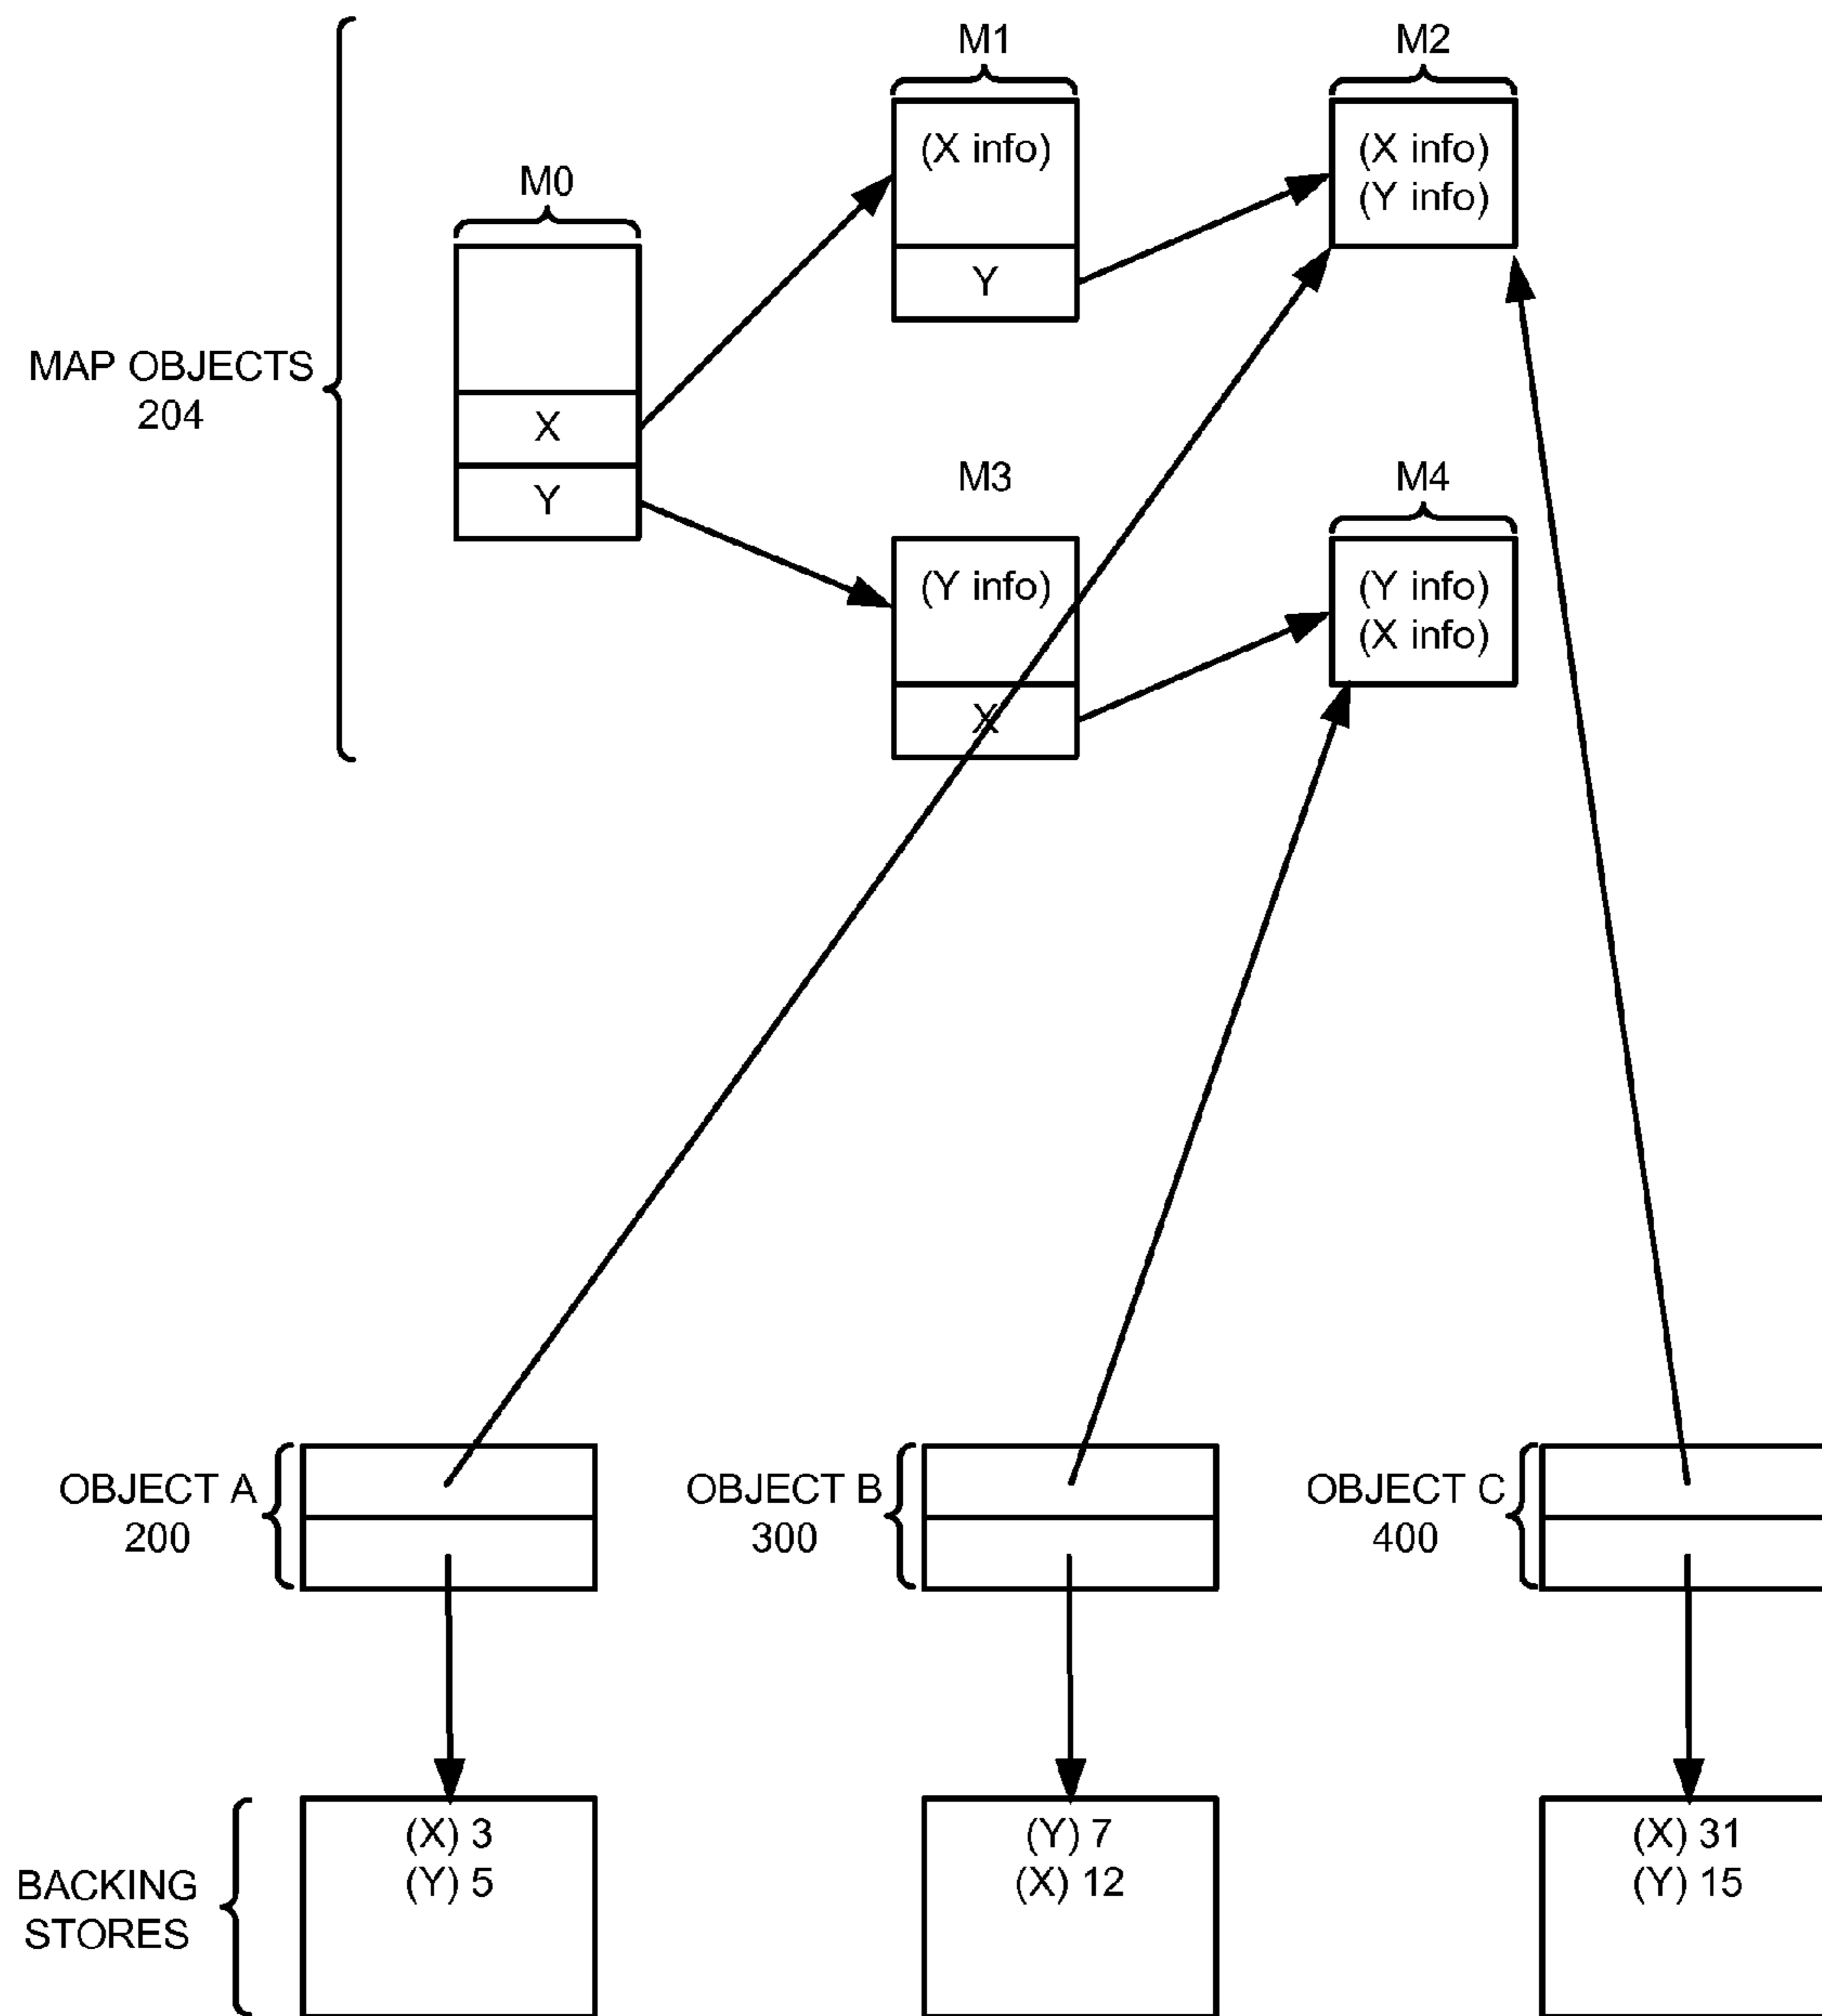 M1
M2
(X info)
(X info)
(Y info)
M0
Y
MAP OBJECTS
204
X
Y
M3
M4
(Y info)
(Y info)
(X info)
X
OBJECT A
200
OBJECT B
300
OBJECT C
400
BACKING
STORES
(X) 3
(Y) 5
(Y) 7
(X) 12
(X) 31
(Y) 15